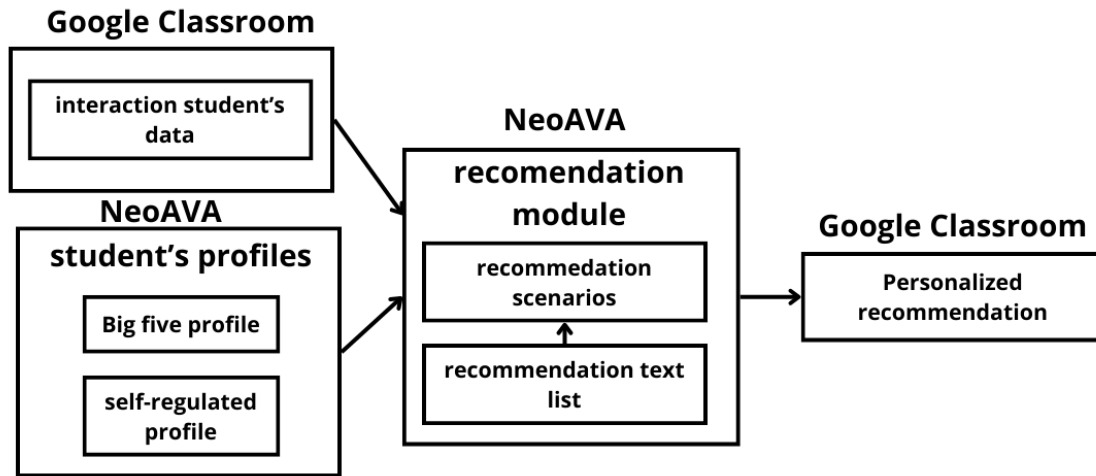 Google Classroom
interaction student's
data
NeoAVA
student's profiles
Big five profile
self-regulated
profile
NeoAVA
recomendation
module
recommedation
scenarios
recommendation text
list
Google Classroom
Personalized
recommendation